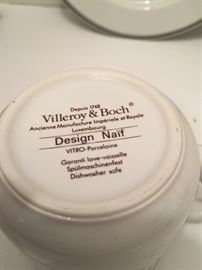 Depuis 1748
Villeroy & Boch©
Ancienne Manufacture Impériale et Royale
Luxembourg
Design Naïf
VITRO-Porcelaine
Garanti lave-vaisselle
Spülmaschinenfest
Dishwasher safe